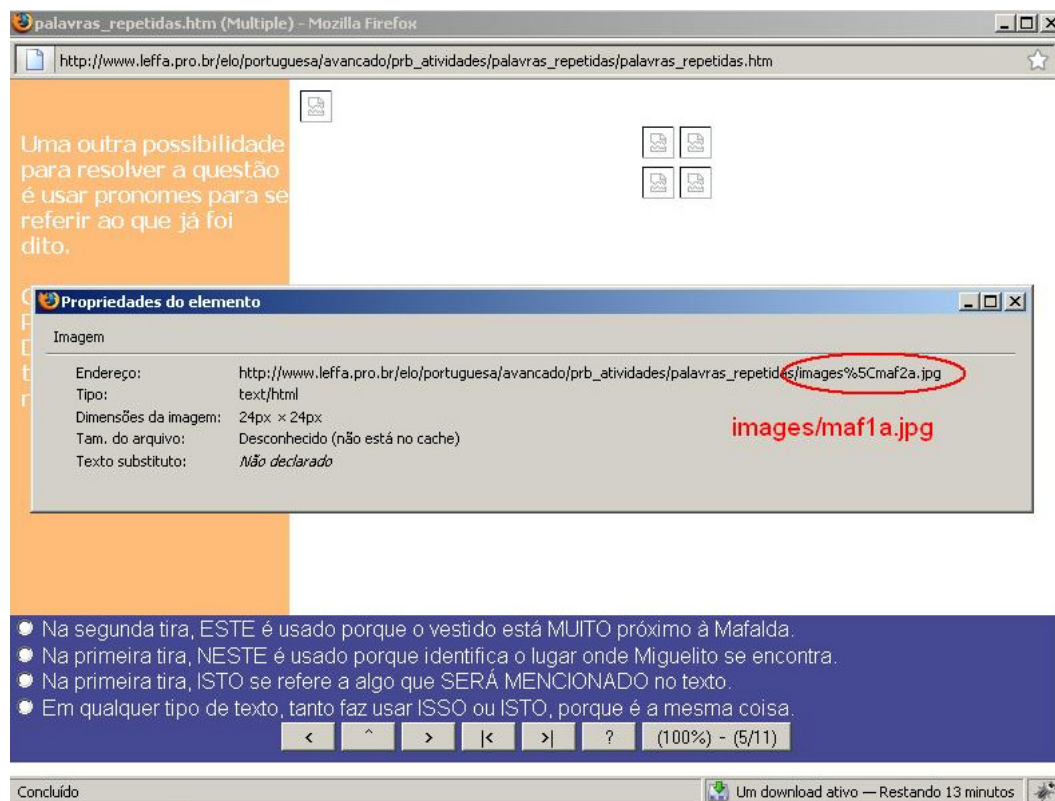 palavras_repetidas.htm (Multiple) - Mozilla Firefox
http://www.leffa.pro.br/elo/portuguesa/avancado/prb_atividades/palavras_repetidas/palavras_repetidas.htm
Uma outra possibilidade
para resolver a questão
é usar pronomes para se
referir ao que já foi
dito.
Propriedades do elemento
Imagem
Endereço: http://www.leffa.pro.br/elo/portuguesa/avancado/prb_atividades/palavras_repetidas/images%5Cmaf2a.jpg
Tipo: text/html
Dimensões da imagem: 24px × 24px
Tam. do arquivo: Desconhecido (não está no cache)
Texto substituto: Não declarado
images/maf1a.jpg
Na segunda tira, ESTE é usado porque o vestido está MUITO próximo à Mafalda.
Na primeira tira, NESTE é usado porque identifica o lugar onde Miguelito se encontra.
Na primeira tira, ISTO se refere a algo que SERÁ MENCIONADO no texto.
Em qualquer tipo de texto, tanto faz usar ISSO ou ISTO, porque é a mesma coisa.
< ^ > |< >| ? (100%) - (5/11)
Concluído
Um download ativo — Restando 13 minutos